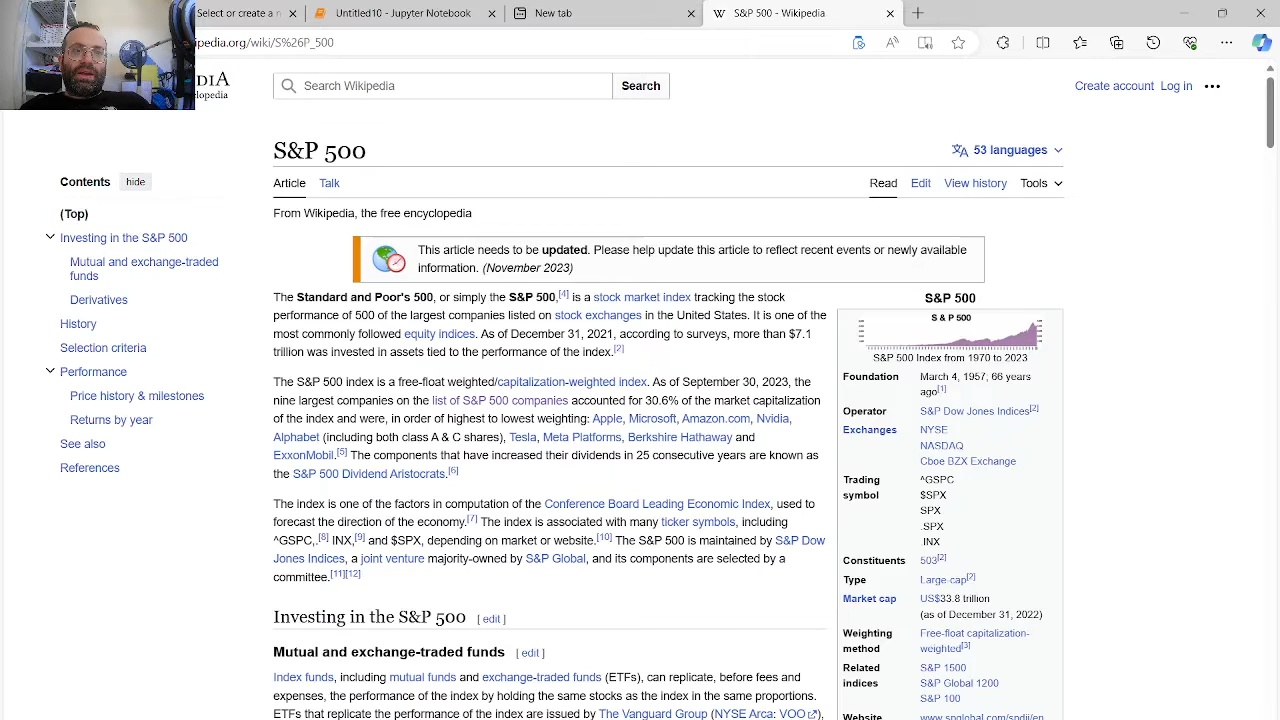 Select or create a n
Untitled10 - Jupyter Notebook
New tab
S&P 500 - Wikipedia
pedia.org/wiki/S%26P_500
Search Wikipedia
Search
Create account Log in
S&P 500
53 languages
Article Talk
Read Edit View history Tools
From Wikipedia, the free encyclopedia
Contents hide
(Top)
Investing in the S&P 500
Mutual and exchange-traded
funds
Derivatives
History
Selection criteria
Performance
Price history & milestones
Returns by year
See also
References
This article needs to be updated. Please help update this article to reflect recent events or newly available
information. (November 2023)
The Standard and Poor's 500, or simply the S&P 500,[4] is a stock market index tracking the stock
performance of 500 of the largest companies listed on stock exchanges in the United States. It is one of the
most commonly followed equity indices. As of December 31, 2021, according to surveys, more than $7.1
trillion was invested in assets tied to the performance of the index.[2]
The S&P 500 index is a free-float weighted/capitalization-weighted index. As of September 30, 2023, the
nine largest companies on the list of S&P 500 companies accounted for 30.6% of the market capitalization
of the index and were, in order of highest to lowest weighting: Apple, Microsoft, Amazon.com, Nvidia,
Alphabet (including both class A & C shares), Tesla, Meta Platforms, Berkshire Hathaway and
ExxonMobil.[5] The components that have increased their dividends in 25 consecutive years are known as
the S&P 500 Dividend Aristocrats.[6]
The index is one of the factors in computation of the Conference Board Leading Economic Index, used to
forecast the direction of the economy.[7] The index is associated with many ticker symbols, including
^GSPC,.[8] INX,[9] and $SPX, depending on market or website.[10] The S&P 500 is maintained by S&P Dow
Jones Indices, a joint venture majority-owned by S&P Global, and its components are selected by a
committee.[11][12]
Investing in the S&P 500 [ edit ]
Mutual and exchange-traded funds [ edit ]
Index funds, including mutual funds and exchange-traded funds (ETFs), can replicate, before fees and
expenses, the performance of the index by holding the same stocks as the index in the same proportions.
ETFs that replicate the performance of the index are issued by The Vanguard Group (NYSE Arca: VOO),
S&P 500
S & P 500
S&P 500 Index from 1970 to 2023
Foundation March 4, 1957; 66 years
ago[1]
Operator S&P Dow Jones Indices[2]
Exchanges NYSE
NASDAQ
Cboe BZX Exchange
Trading ^GSPC
symbol $SPX
SPX
.SPX
.INX
Constituents 503[2]
Type Large-cap[2]
Market cap US$33.8 trillion
(as of December 31, 2022)
Weighting Free-float capitalization-
method weighted[3]
Related S&P 1500
indices S&P Global 1200
S&P 100
Website www.spglobal.com/spdji/en